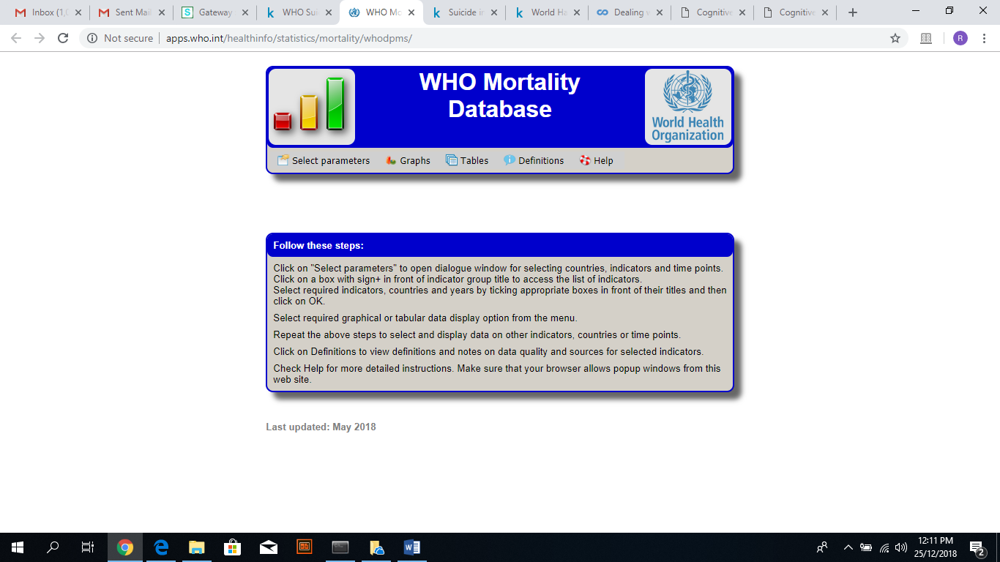 Inbox (1,
Sent Mail
Gateway
WHO Sui
WHO Mo
Suicide in
World Ha
Dealing w
Cognitive
Cognitive
Not secure
apps.who.int/healthinfo/statistics/mortality/whodpms/
R
WHO Mortality
Database
World Health
Organization
Select parameters
Graphs
Tables
Definitions
Help
Follow these steps:
Click on "Select parameters" to open dialogue window for selecting countries, indicators and time points.
Click on a box with sign+ in front of indicator group title to access the list of indicators.
Select required indicators, countries and years by ticking appropriate boxes in front of their titles and then
click on OK.
Select required graphical or tabular data display option from the menu.
Repeat the above steps to select and display data on other indicators, countries or time points.
Click on Definitions to view definitions and notes on data quality and sources for selected indicators.
Check Help for more detailed instructions. Make sure that your browser allows popup windows from this
web site.
Last updated: May 2018
12:11 PM
25/12/2018
2